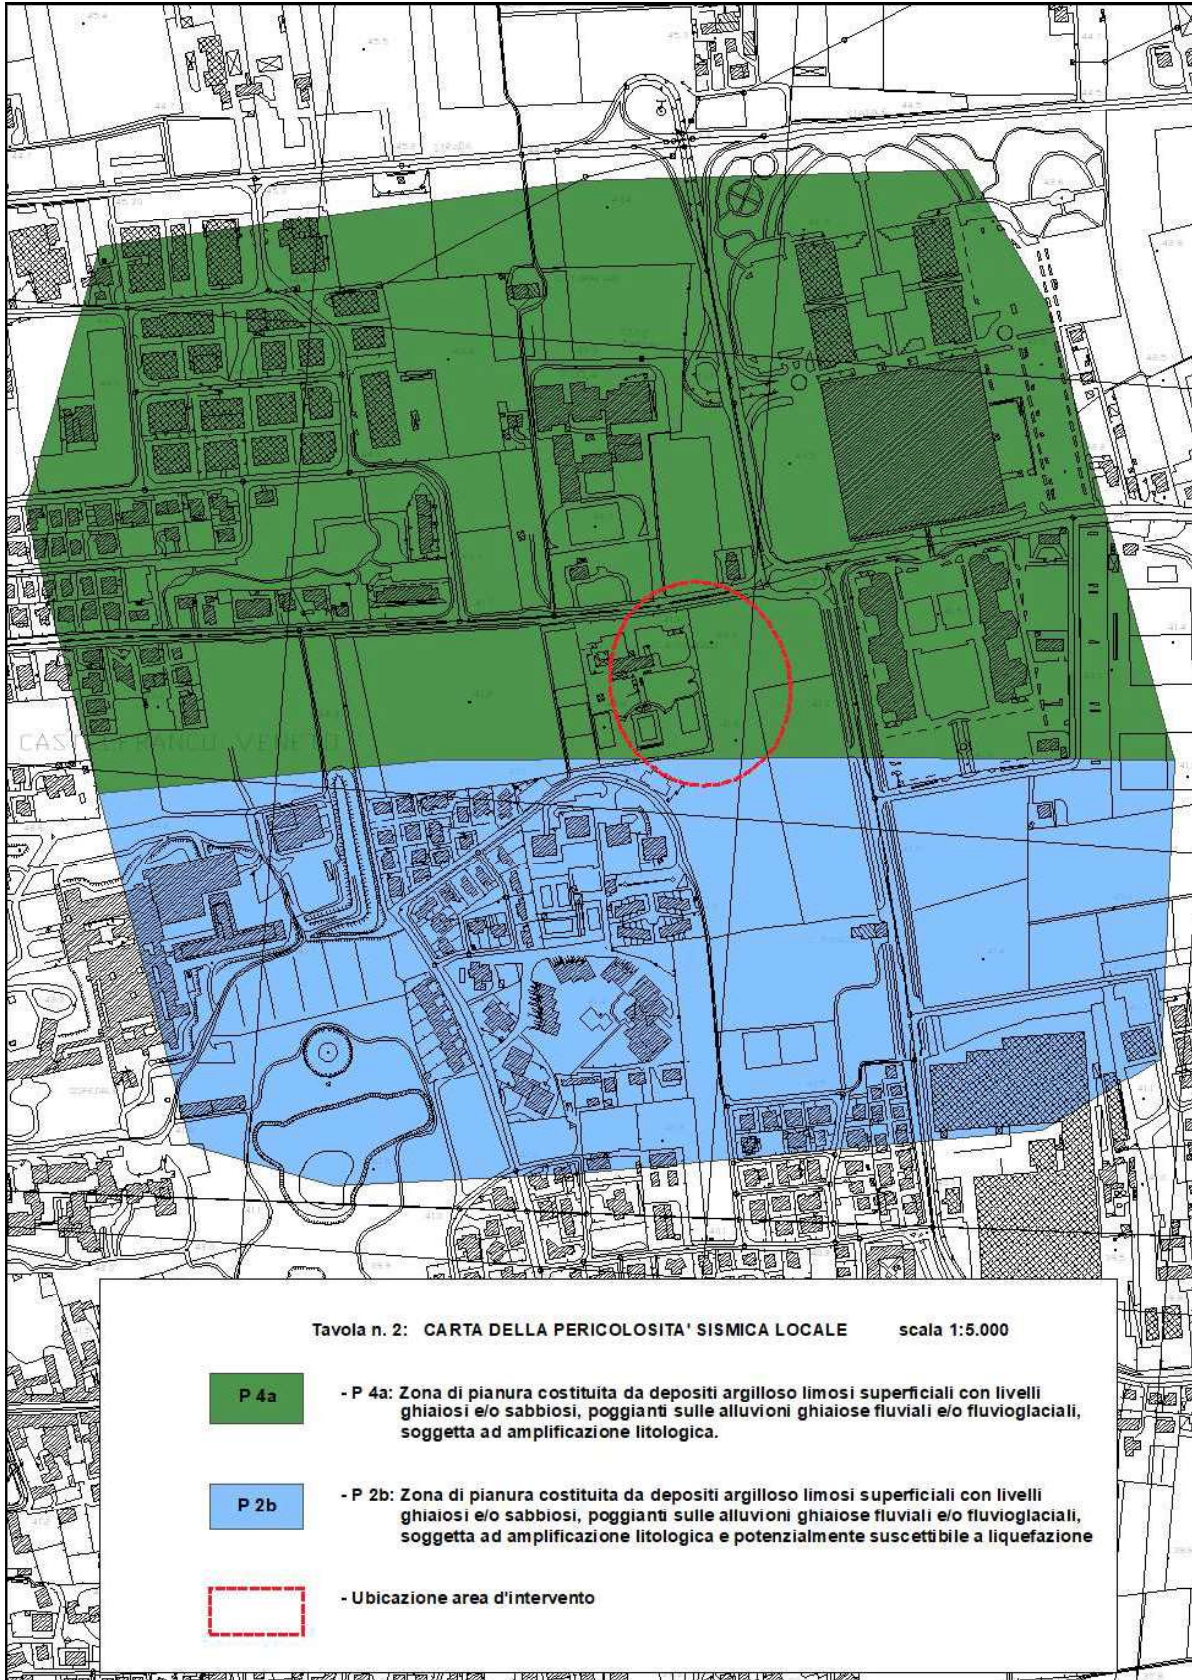 CASTELFRANCO VENETO
Tavola n. 2: CARTA DELLA PERICOLOSITA' SISMICA LOCALE scala 1:5.000
P 4a
- P 4a: Zona di pianura costituita da depositi argilloso limosi superficiali con livelli
ghiaiosi e/o sabbiosi, poggianti sulle alluvioni ghiaiose fluviali e/o fluvioglaciali,
soggetta ad amplificazione litologica.
P 2b
- P 2b: Zona di pianura costituita da depositi argilloso limosi superficiali con livelli
ghiaiosi e/o sabbiosi, poggianti sulle alluvioni ghiaiose fluviali e/o fluvioglaciali,
soggetta ad amplificazione litologica e potenzialmente suscettibile a liquefazione
- Ubicazione area d'intervento